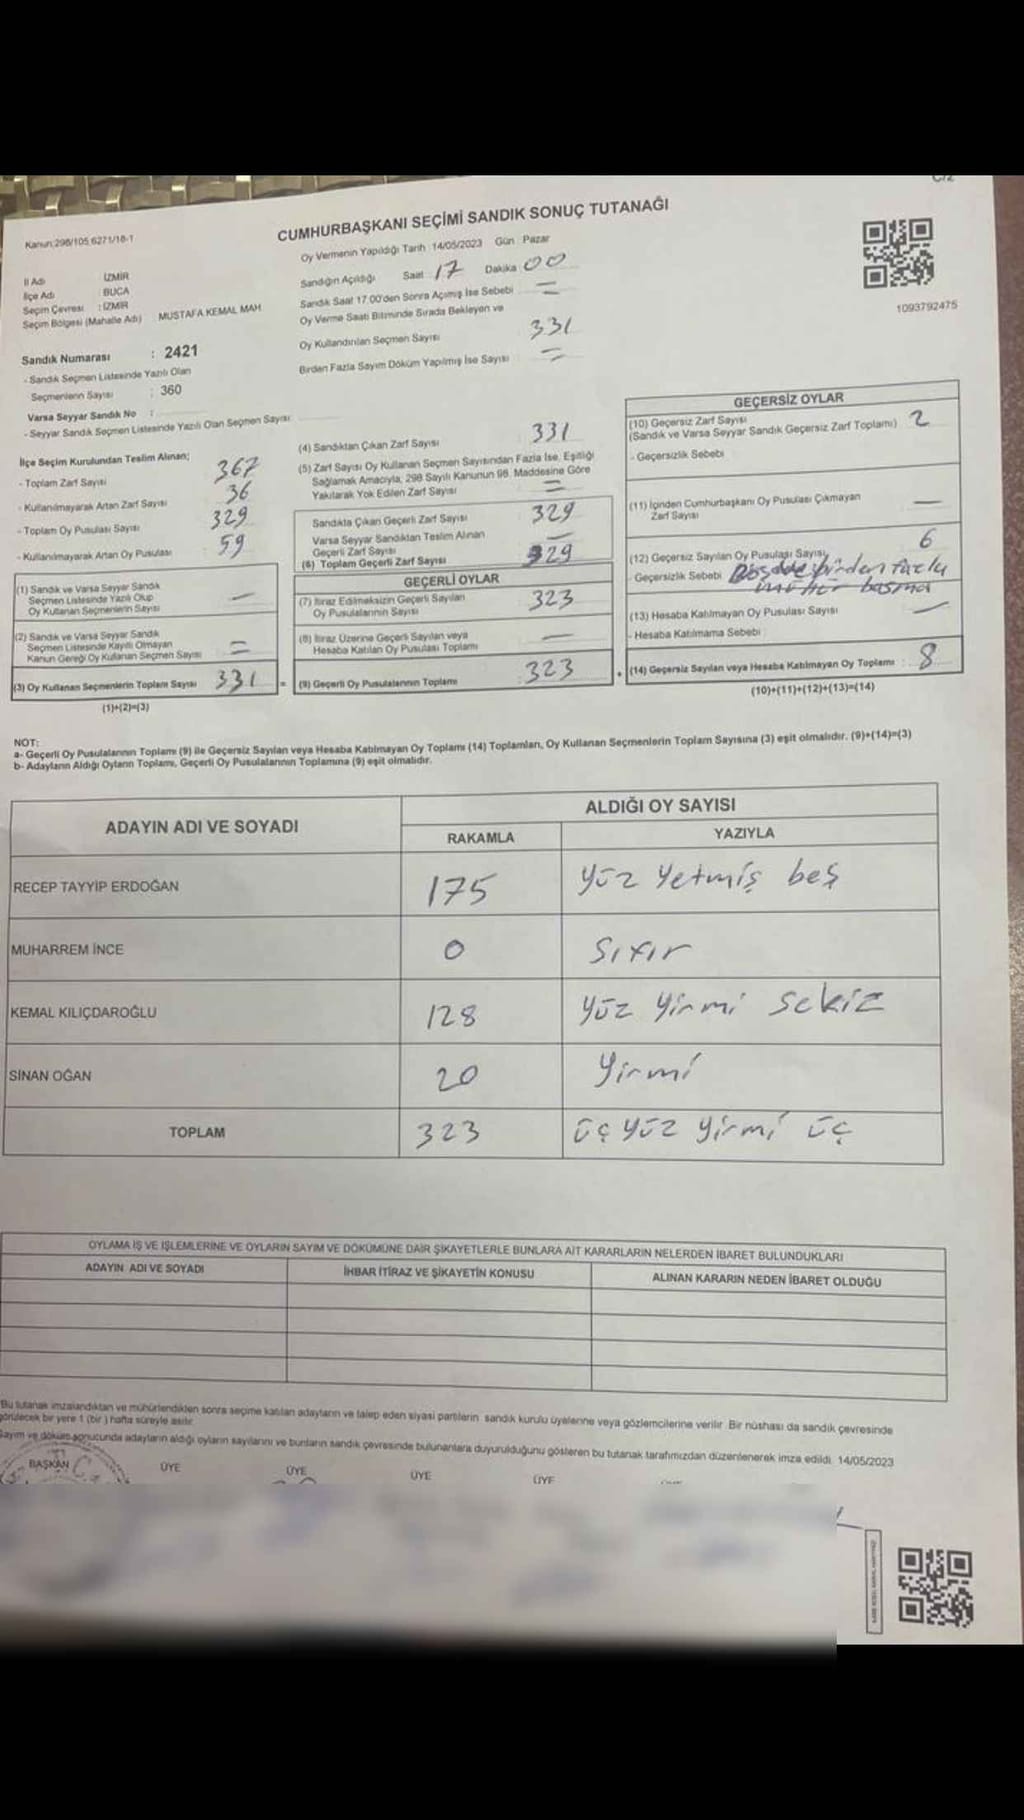 C/2
CUMHURBAŞKANI SEÇİMİ SANDIK SONUÇ TUTANAĞI
Kanun;298/105;6271/18-1
Oy Vermenin Yapıldığı Tarih :14/05/2023 Gün : Pazar
İl Adı : İZMİR
İlçe Adı : BUCA
Seçim Çevresi : İZMİR
Seçim Bölgesi (Mahalle Adı) : MUSTAFA KEMAL MAH
Sandık Numarası : 2421
- Sandık Seçmen Listesinde Yazılı Olan
Seçmenlerin Sayısı : 360
Varsa Seyyar Sandık No :
- Seyyar Sandık Seçmen Listesinde Yazılı Olan Seçmen Sayısı:
Sandığın Açıldığı Saat : 17 Dakika 00
Sandık Saat 17.00'den Sonra Açılmış İse Sebebi =
Oy Verme Saati Bitiminde Sırada Bekleyen ve
Oy Kullandırılan Seçmen Sayısı 331
Birden Fazla Sayım Döküm Yapılmış İse Sayısı : =
1093792475
İlçe Seçim Kurulundan Teslim Alınan;
- Toplam Zarf Sayısı 367
- Kullanılmayarak Artan Zarf Sayısı 36
- Toplam Oy Pusulası Sayısı 329
- Kullanılmayarak Artan Oy Pusulası 59
(1) Sandık ve Varsa Seyyar Sandık
Seçmen Listesinde Yazılı Olup
Oy Kullanan Seçmenlerin Sayısı —
(2) Sandık ve Varsa Seyyar Sandık
Seçmen Listesinde Kayıtlı Olmayan
Kanun Gereği Oy Kullanan Seçmen Sayısı =
(3) Oy Kullanan Seçmenlerin Toplam Sayısı 331 =
(1)+(2)=(3)
(4) Sandıktan Çıkan Zarf Sayısı 331
(5) Zarf Sayısı Oy Kullanan Seçmen Sayısından Fazla İse, Eşitliği
Sağlamak Amacıyla, 298 Sayılı Kanunun 98. Maddesine Göre
Yakılarak Yok Edilen Zarf Sayısı =
Sandıkta Çıkan Geçerli Zarf Sayısı 329
Varsa Seyyar Sandıktan Teslim Alınan
Geçerli Zarf Sayısı —
(6) Toplam Geçerli Zarf Sayısı 329
GEÇERLİ OYLAR
(7) İtiraz Edilmeksizin Geçerli Sayılan
Oy Pusulalarının Sayısı : 323
(8) İtiraz Üzerine Geçerli Sayılan veya
Hesaba Katılan Oy Pusulası Toplamı —
(9) Geçerli Oy Pusulalarının Toplamı : 323 +
GEÇERSİZ OYLAR
(10) Geçersiz Zarf Sayısı 2
(Sandık ve Varsa Seyyar Sandık Geçersiz Zarf Toplamı)
- Geçersizlik Sebebi
(11) İçinden Cumhurbaşkanı Oy Pusulası Çıkmayan
Zarf Sayısı —
(12) Geçersiz Sayılan Oy Pusulası Sayısı 6
- Geçersizlik Sebebi birden fazla
mühür basma
(13) Hesaba Katılmayan Oy Pusulası Sayısı —
- Hesaba Katılmama Sebebi :
(14) Geçersiz Sayılan veya Hesaba Katılmayan Oy Toplamı : 8
(10)+(11)+(12)+(13)=(14)
NOT:
a- Geçerli Oy Pusulalarının Toplamı (9) ile Geçersiz Sayılan veya Hesaba Katılmayan Oy Toplamı (14) Toplamları, Oy Kullanan Seçmenlerin Toplam Sayısına (3) eşit olmalıdır. (9)+(14)=(3)
b- Adayların Aldığı Oyların Toplamı, Geçerli Oy Pusulalarının Toplamına (9) eşit olmalıdır.
ADAYIN ADI VE SOYADI ALDIĞI OY SAYISI
RAKAMLA YAZIYLA
RECEP TAYYİP ERDOĞAN 175 yüz yetmiş beş
MUHARREM İNCE 0 sıfır
KEMAL KILIÇDAROĞLU 128 yüz yirmi sekiz
SİNAN OĞAN 20 yirmi
TOPLAM 323 üç yüz yirmi üç
OYLAMA İŞ VE İŞLEMLERİNE VE OYLARIN SAYIM VE DÖKÜMÜNE DAİR ŞİKAYETLERLE BUNLARA AİT KARARLARIN NELERDEN İBARET BULUNDUKLARI
ADAYIN ADI VE SOYADI İHBAR İTİRAZ VE ŞİKAYETİN KONUSU ALINAN KARARIN NEDEN İBARET OLDUĞU
Bu tutanak imzalandıktan ve mühürlendikten sonra seçime katılan adayların ve talep eden siyasi partilerin sandık kurulu üyelerine veya gözlemcilerine verilir. Bir nüshası da sandık çevresinde
görülecek bir yere 1 (bir) hafta süreyle asılır.
Sayım ve döküm sonucunda adayların aldığı oyların sayılarını ve bunların sandık çevresinde bulunanlara duyurulduğunu gösteren bu tutanak tarafımızdan düzenlenerek imza edildi. 14/05/2023
BAŞKAN ÜYE ÜYE ÜYE ÜYE